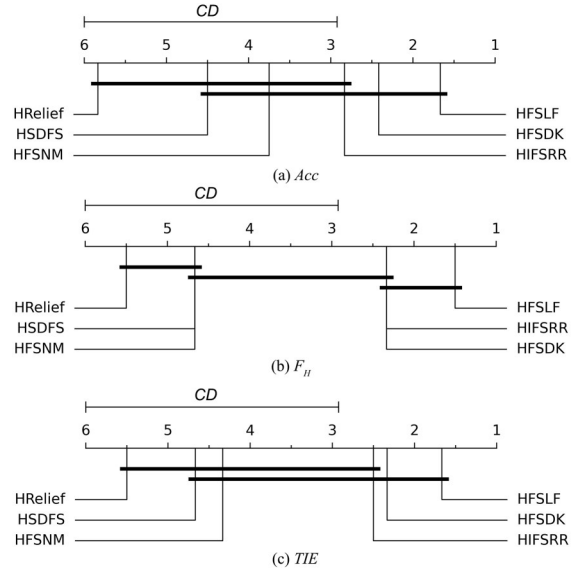 CD
6 5 4 3 2 1
HRelief HFSLF
HSDFS HFSDK
HFSNM HIFSRR
(a) Acc
CD
6 5 4 3 2 1
HRelief HFSLF
HSDFS HIFSRR
HFSNM HFSDK
(b) F_H
CD
6 5 4 3 2 1
HRelief HFSLF
HSDFS HFSDK
HFSNM HIFSRR
(c) TIE